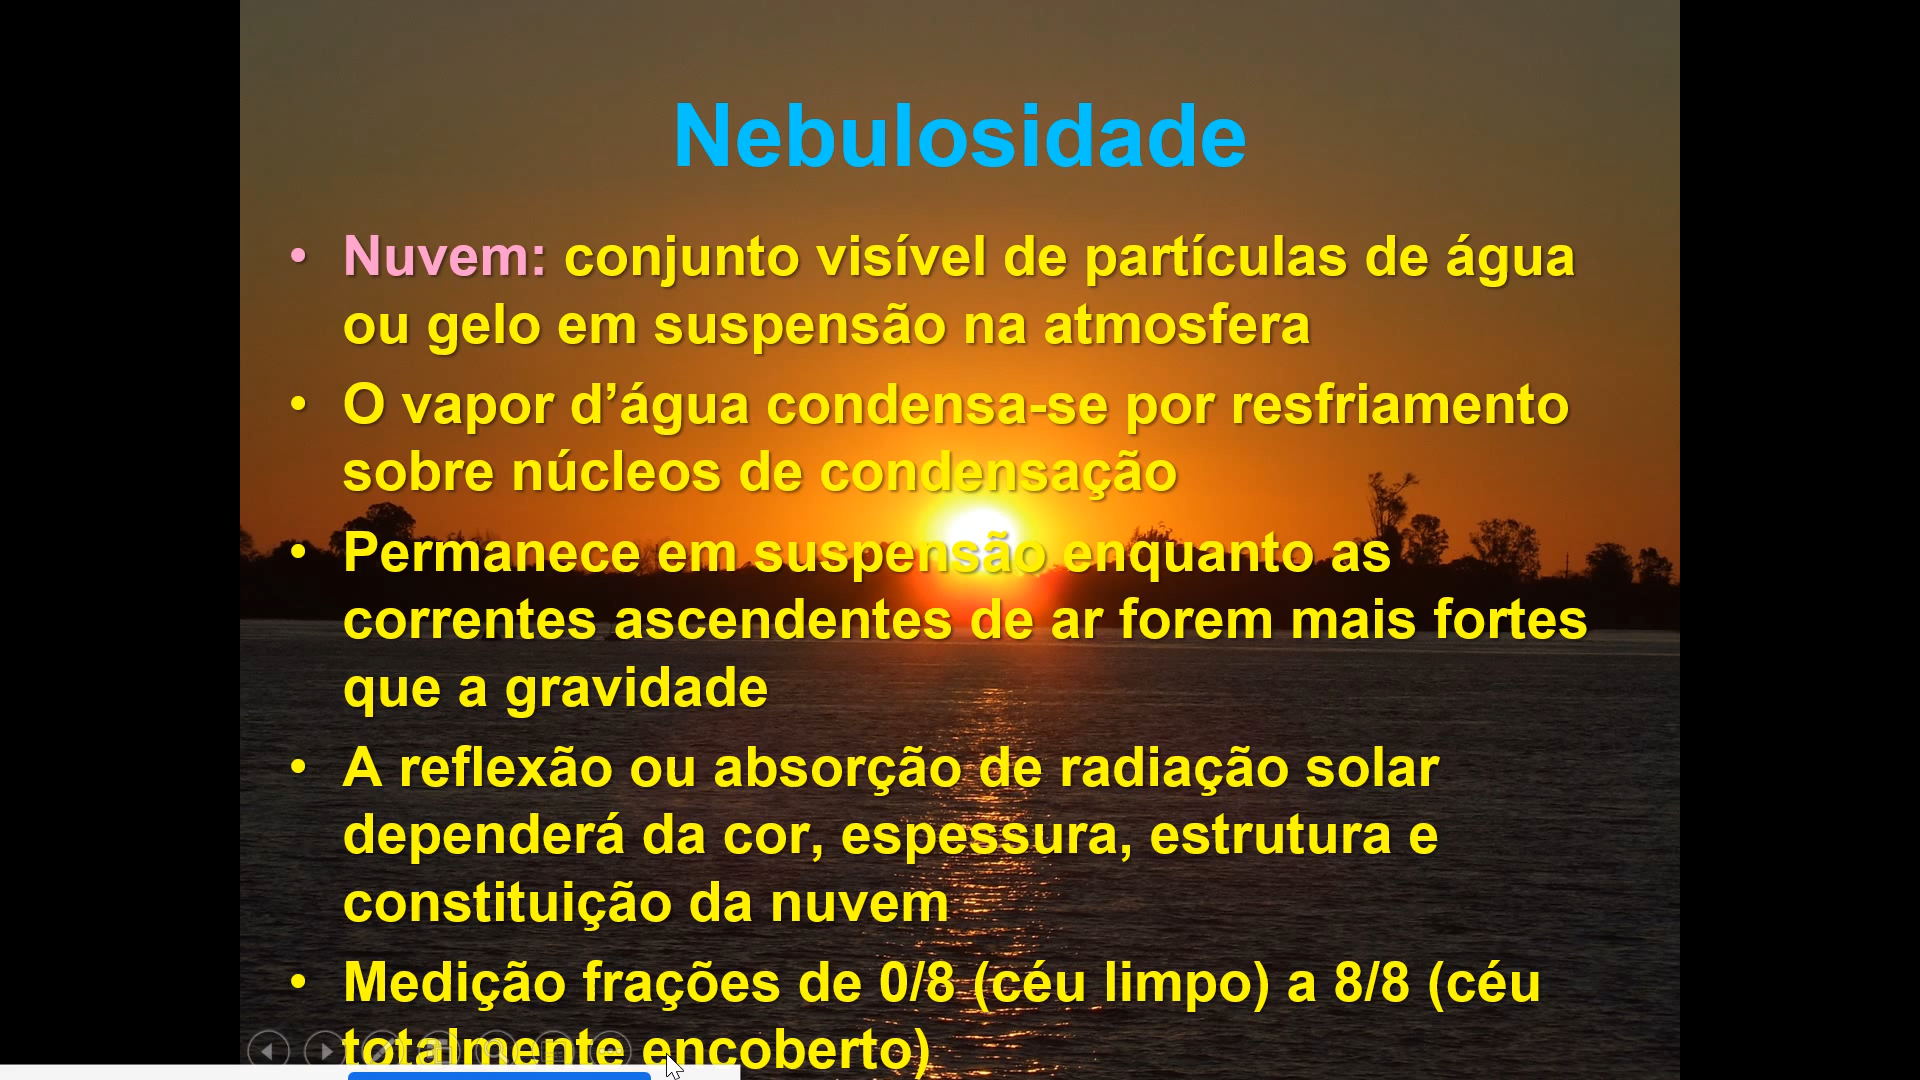 Nebulosidade
• Nuvem: conjunto visível de partículas de água
ou gelo em suspensão na atmosfera
• O vapor d’água condensa-se por resfriamento
sobre núcleos de condensação
• Permanece em suspensão enquanto as
correntes ascendentes de ar forem mais fortes
que a gravidade
• A reflexão ou absorção de radiação solar
dependerá da cor, espessura, estrutura e
constituição da nuvem
• Medição frações de 0/8 (céu limpo) a 8/8 (céu
totalmente encoberto)